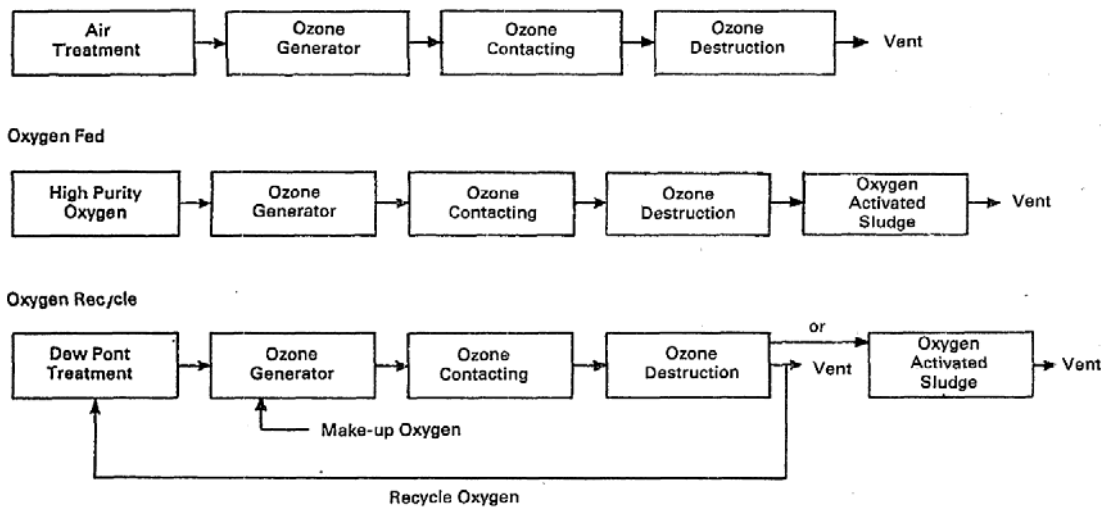 Air
Treatment
Ozone
Generator
Ozone
Contacting
Ozone
Destruction
Vent
Oxygen Fed
High Purity
Oxygen
Ozone
Generator
Ozone
Contacting
Ozone
Destruction
Oxygen
Activated
Sludge
Vent
Oxygen Recycle
Dew Pont
Treatment
Ozone
Generator
Ozone
Contacting
Ozone
Destruction
or
Vent
Oxygen
Activated
Sludge
Vent
Make-up Oxygen
Recycle Oxygen